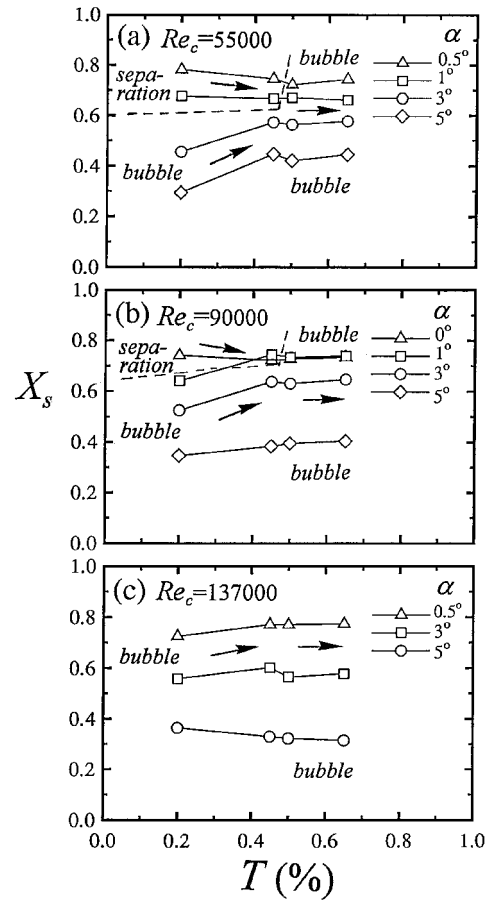 (a) Re_c=55000
bubble
α
0.5°
1°
3°
5°
sepa-
ration
bubble
bubble
1.0
0.8
0.6
0.4
0.2
0.0
(b) Re_c=90000
bubble
α
0°
1°
3°
5°
sepa-
ration
bubble
bubble
1.0
0.8
0.6
0.4
0.2
0.0
X_s
(c) Re_c=137000
α
0.5°
3°
5°
bubble
bubble
1.0
0.8
0.6
0.4
0.2
0.0
0.0 0.2 0.4 0.6 0.8 1.0
T (%)